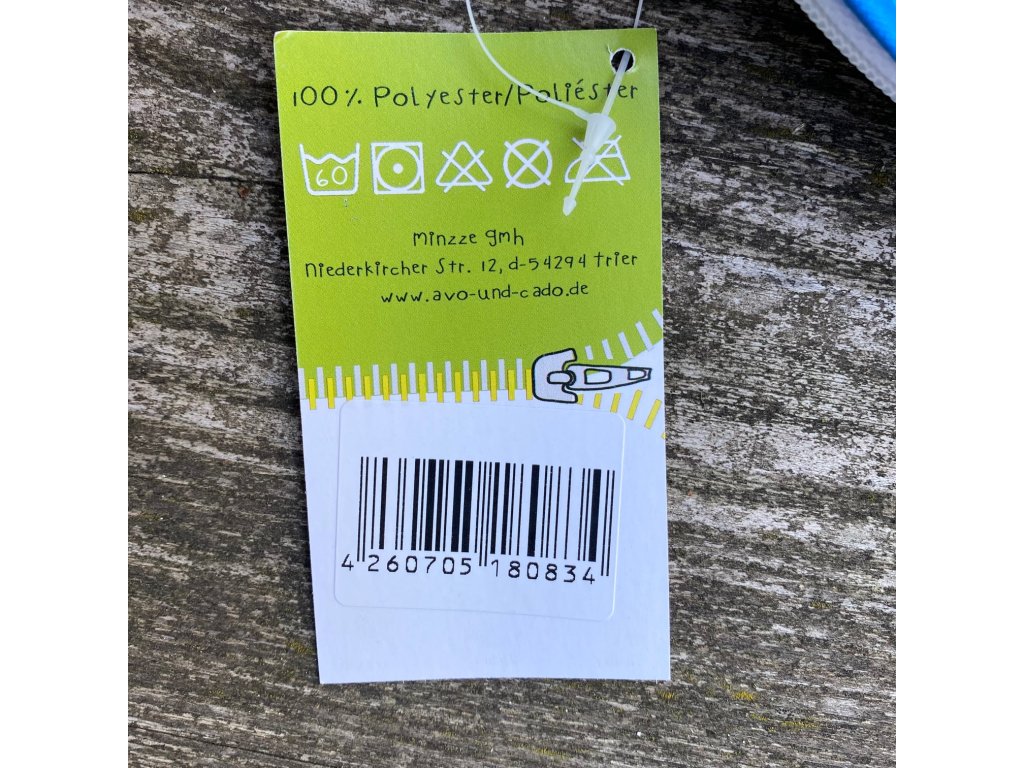 100% Polyester/Poliéster
60
minzze gmh
niederkircher Str. 12, d-54294 trier
www.avo-und-cado.de
4 260705 180834